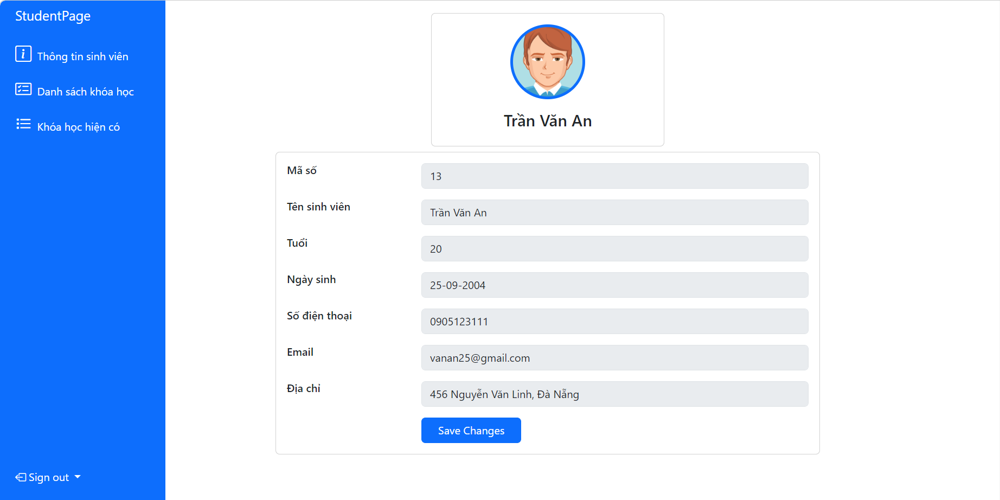 StudentPage
Thông tin sinh viên
Danh sách khóa học
Khóa học hiện có
Sign out
Trần Văn An
Mã số
13
Tên sinh viên
Trần Văn An
Tuổi
20
Ngày sinh
25-09-2004
Số điện thoại
0905123111
Email
vanan25@gmail.com
Địa chỉ
456 Nguyễn Văn Linh, Đà Nẵng
Save Changes